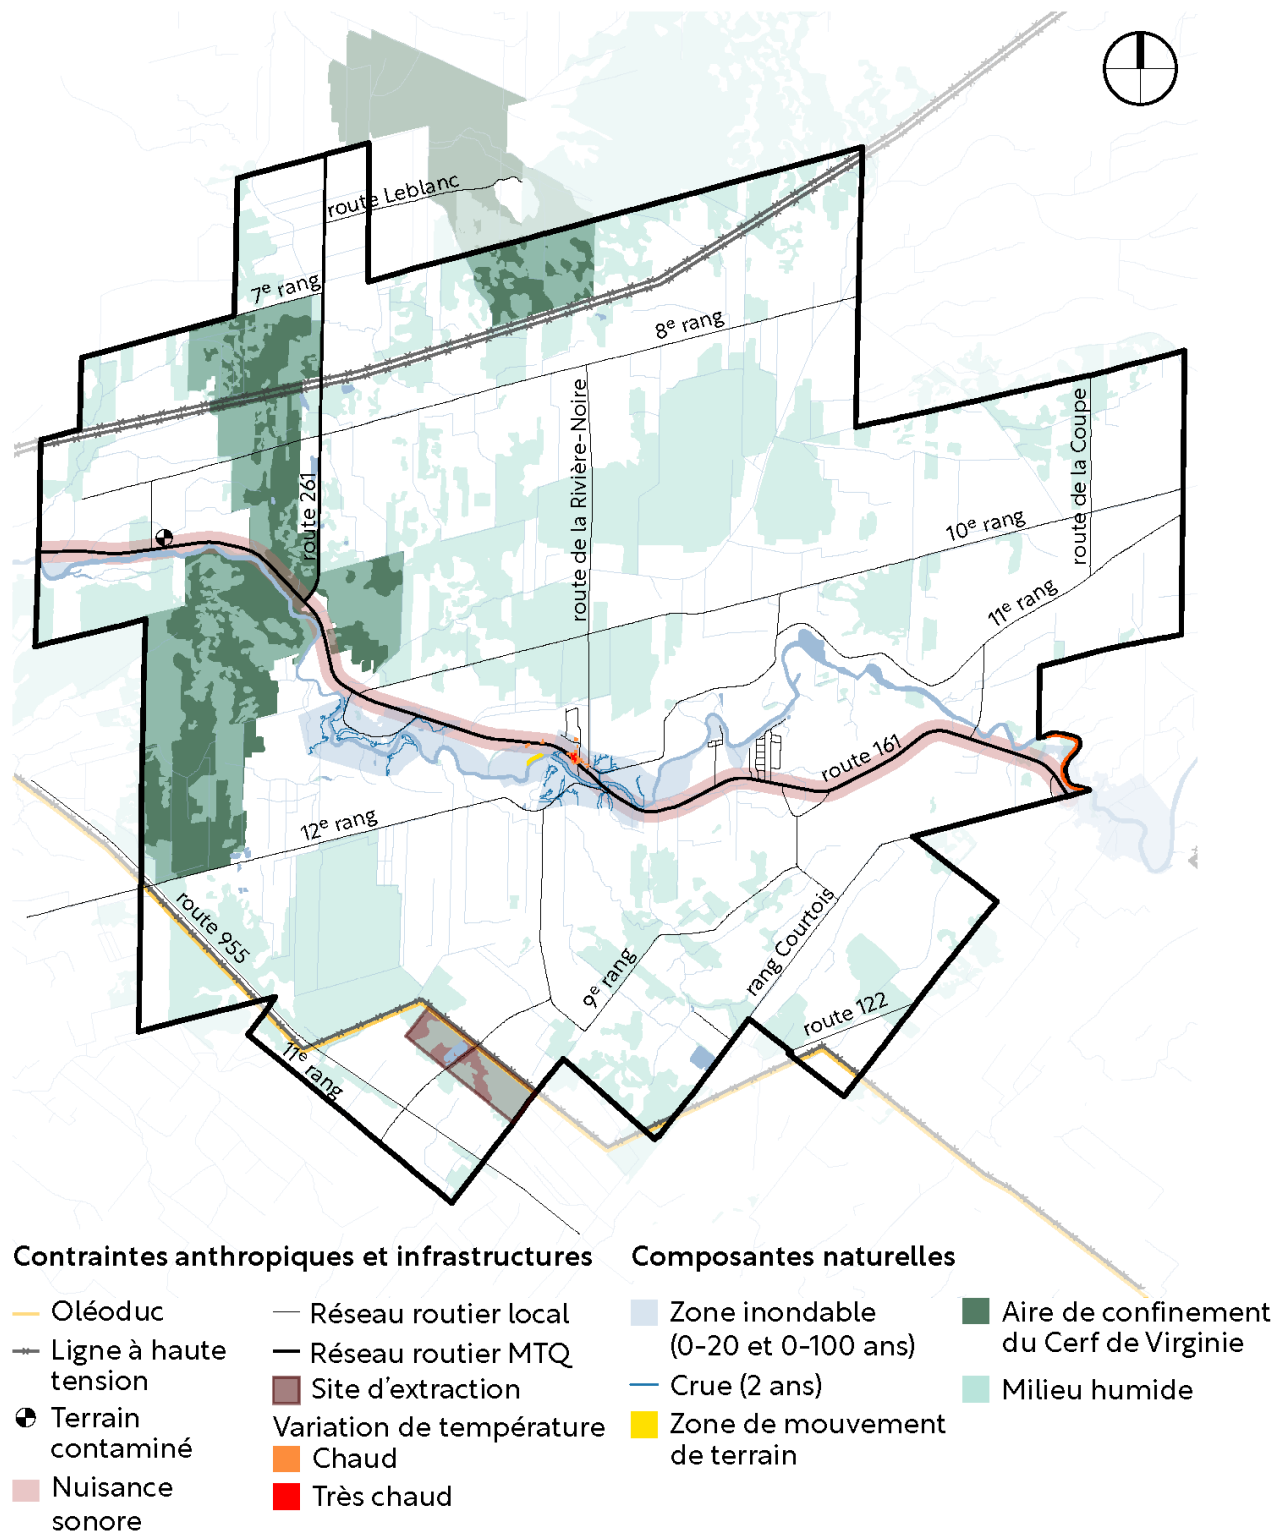 route Leblanc
7e rang
8e rang
route de la Rivière-Noire
route de la Coupe
route 261
10e rang
11e rang
route 161
12e rang
route 955
9e rang
rang Courtois
route 122
11e rang
Contraintes anthropiques et infrastructures
Oléoduc
Ligne à haute
tension
Terrain
contaminé
Nuisance
sonore
Réseau routier local
Réseau routier MTQ
Site d'extraction
Variation de température
Chaud
Très chaud
Composantes naturelles
Zone inondable
(0-20 et 0-100 ans)
Crue (2 ans)
Zone de mouvement
de terrain
Aire de confinement
du Cerf de Virginie
Milieu humide